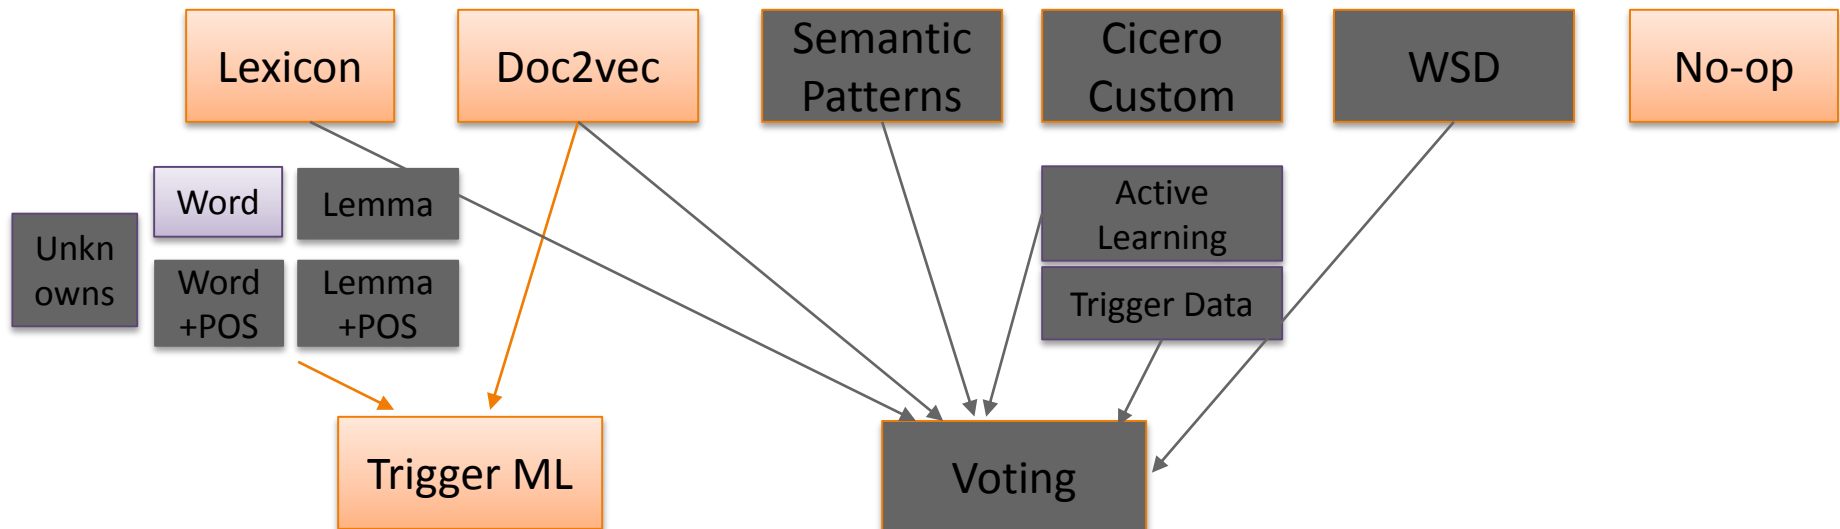 Lexicon
Doc2vec
Semantic
Patterns
Cicero
Custom
WSD
No-op
Word
Lemma
Unkn
owns
Word
+POS
Lemma
+POS
Active
Learning
Trigger Data
Trigger ML
Voting